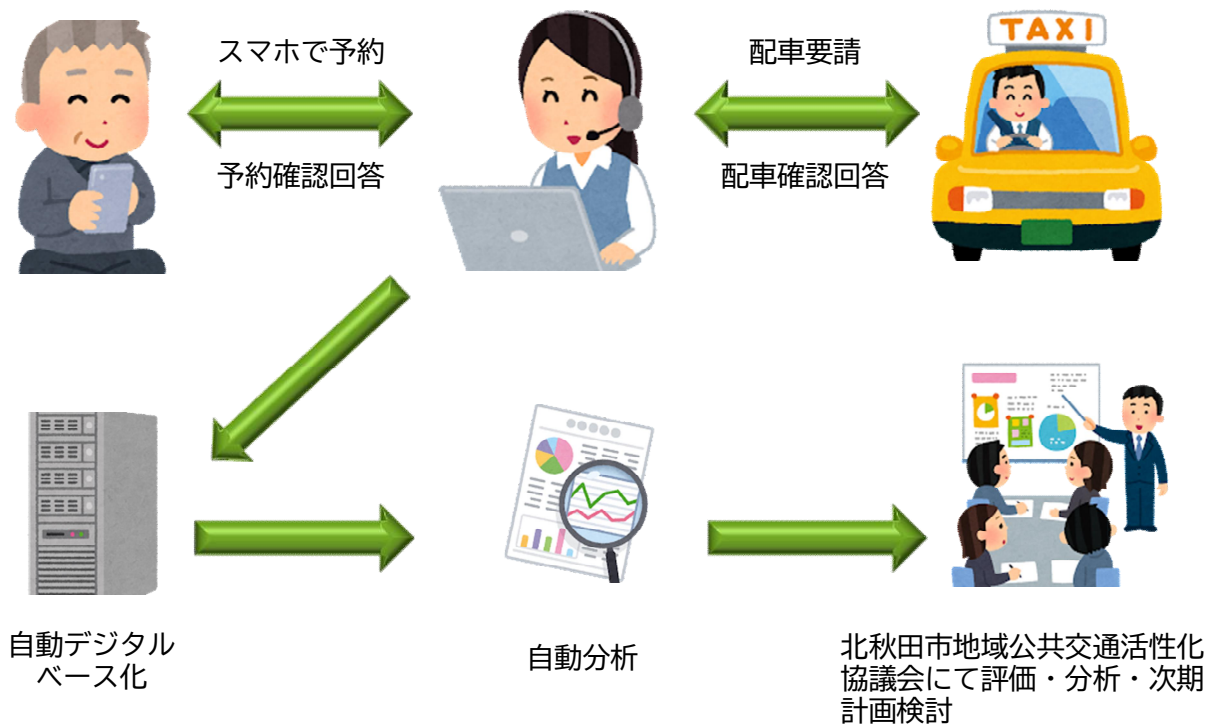 スマホで予約
予約確認回答
配車要請
配車確認回答
TAXI
自動デジタル
ベース化
自動分析
北秋田市地域公共交通活性化
協議会にて評価・分析・次期
計画検討